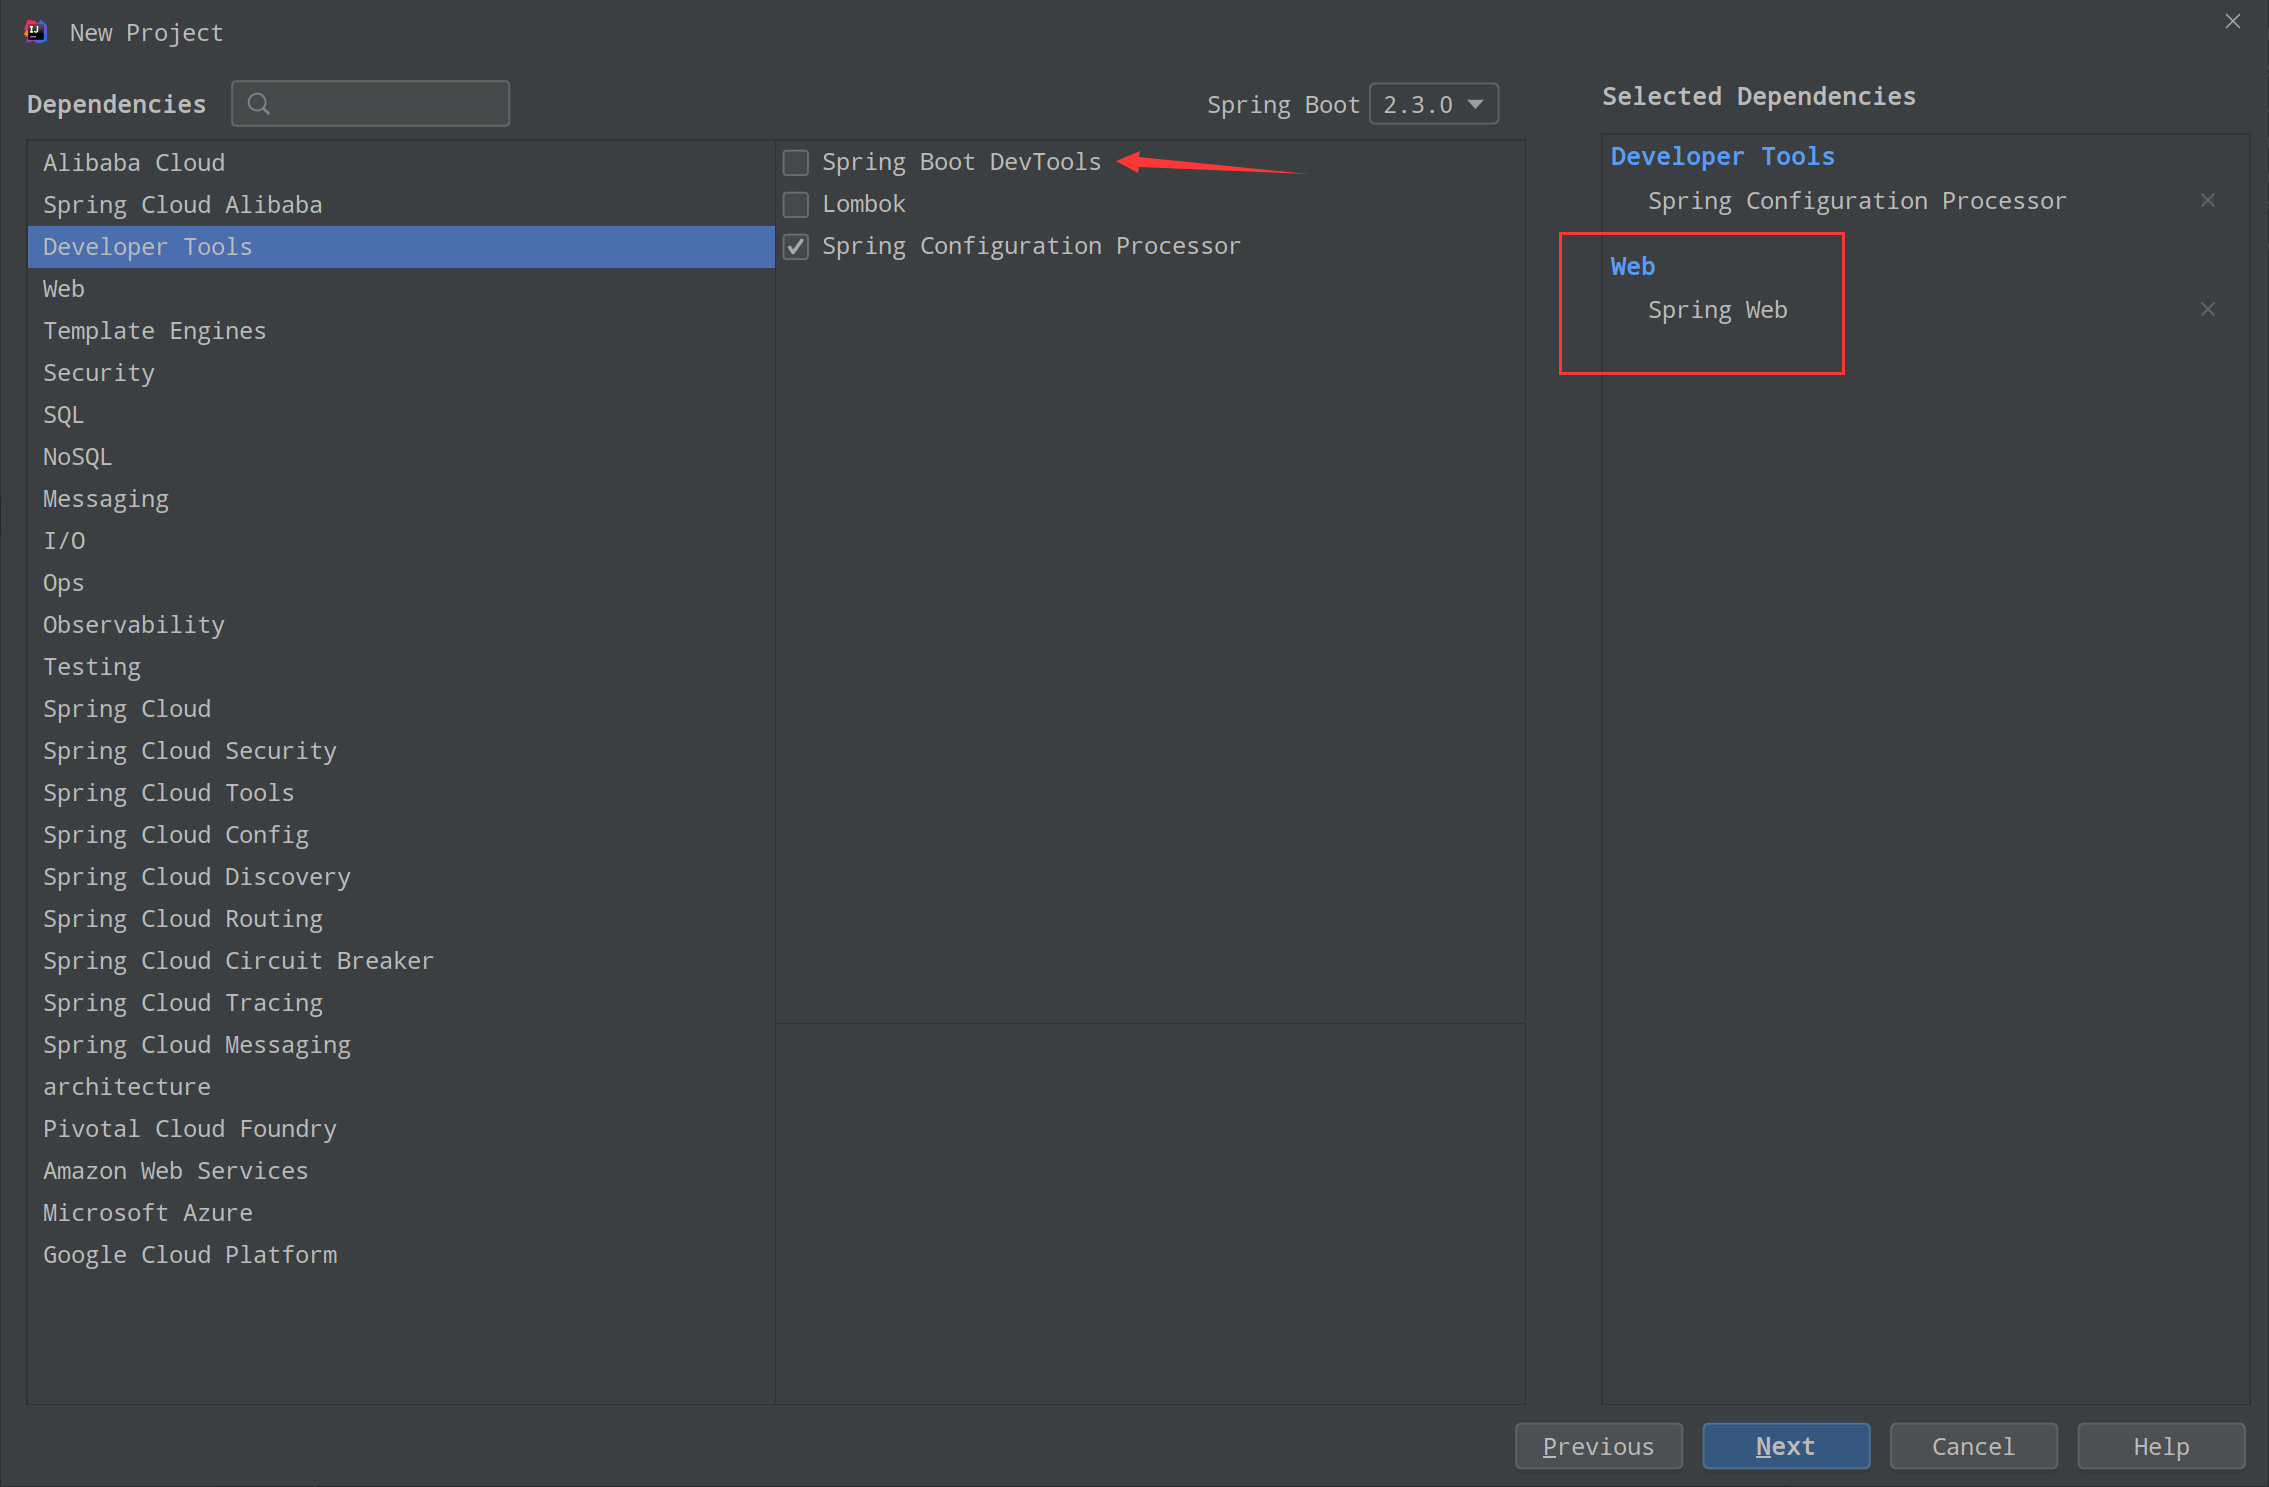 New Project
Dependencies
Spring Boot 2.3.0
Selected Dependencies
Alibaba Cloud
Spring Cloud Alibaba
Developer Tools
Web
Template Engines
Security
SQL
NoSQL
Messaging
I/O
Ops
Observability
Testing
Spring Cloud
Spring Cloud Security
Spring Cloud Tools
Spring Cloud Config
Spring Cloud Discovery
Spring Cloud Routing
Spring Cloud Circuit Breaker
Spring Cloud Tracing
Spring Cloud Messaging
architecture
Pivotal Cloud Foundry
Amazon Web Services
Microsoft Azure
Google Cloud Platform
Spring Boot DevTools
Lombok
Spring Configuration Processor
Developer Tools
Spring Configuration Processor
Web
Spring Web
Previous
Next
Cancel
Help